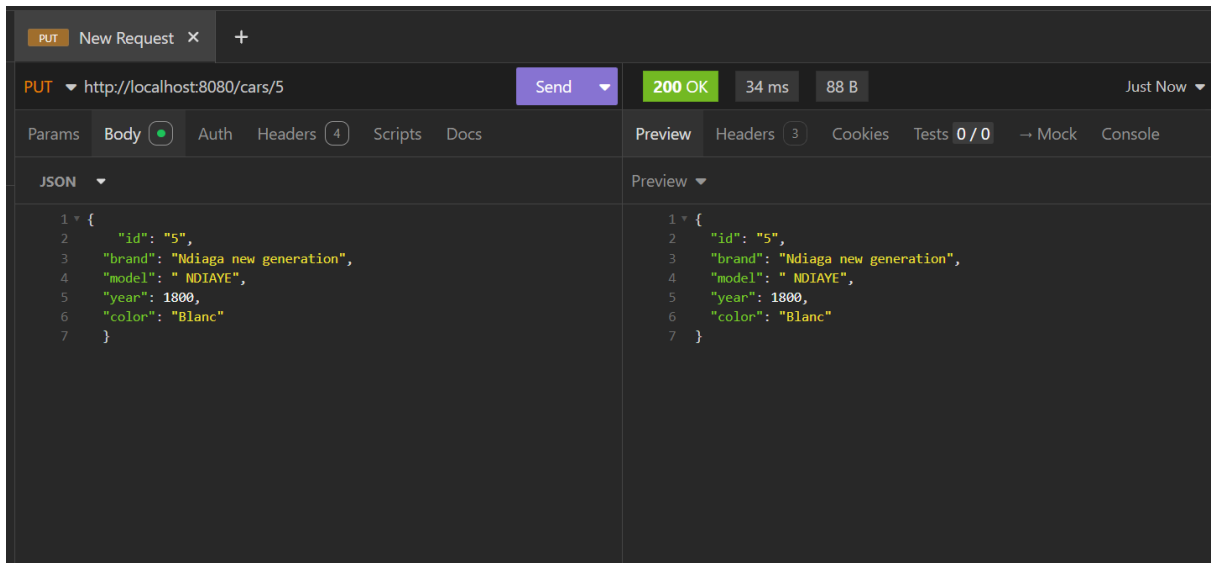 PUT New Request × +
PUT http://localhost:8080/cars/5 Send
200 OK 34 ms 88 B Just Now
Params Body Auth Headers 4 Scripts Docs
Preview Headers 3 Cookies Tests 0 / 0 → Mock Console
JSON
Preview
1 {
2 "id": "5",
3 "brand": "Ndiaga new generation",
4 "model": " NDIAYE",
5 "year": 1800,
6 "color": "Blanc"
7 }
1 {
2 "id": "5",
3 "brand": "Ndiaga new generation",
4 "model": " NDIAYE",
5 "year": 1800,
6 "color": "Blanc"
7 }